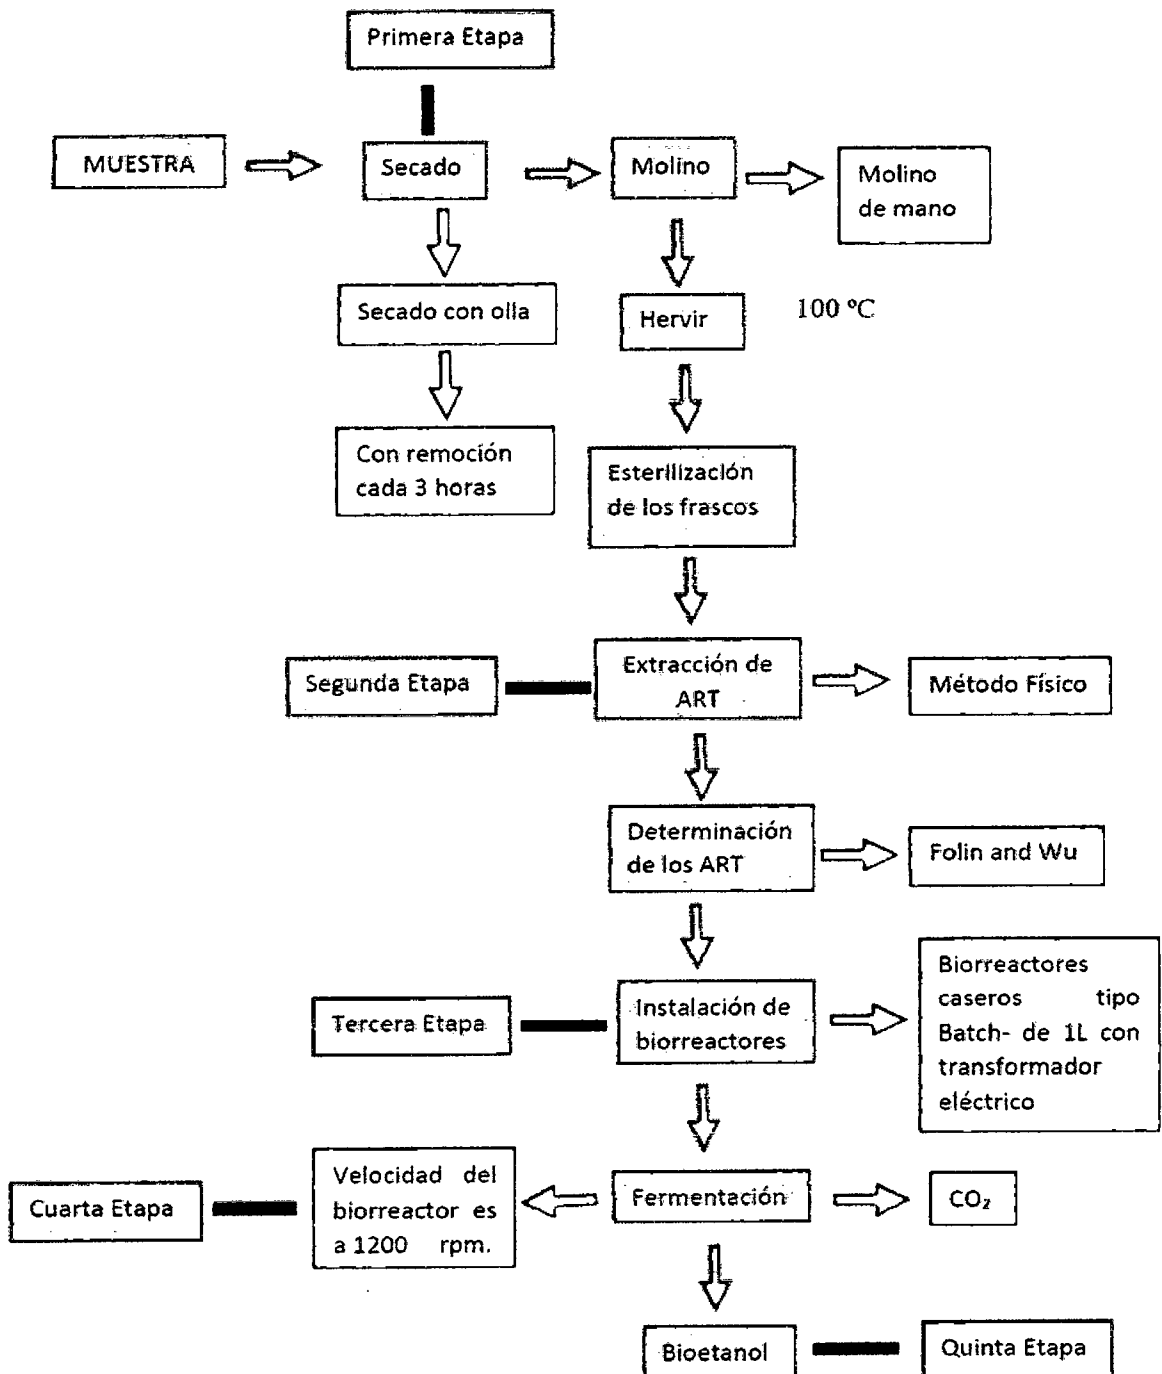 Primera Etapa
MUESTRA
Secado
Molino
Molino
de mano
Secado con olla
Hervir
100 ºC
Con remoción
cada 3 horas
Esterilización
de los frascos
Segunda Etapa
Extracción de
ART
Método Físico
Determinación
de los ART
Folin and Wu
Tercera Etapa
Instalación de
biorreactores
Biorreactores
caseros tipo
Batch- de 1L con
transformador
eléctrico
Cuarta Etapa
Velocidad del
biorreactor es
a 1200 rpm.
Fermentación
CO₂
Bioetanol
Quinta Etapa